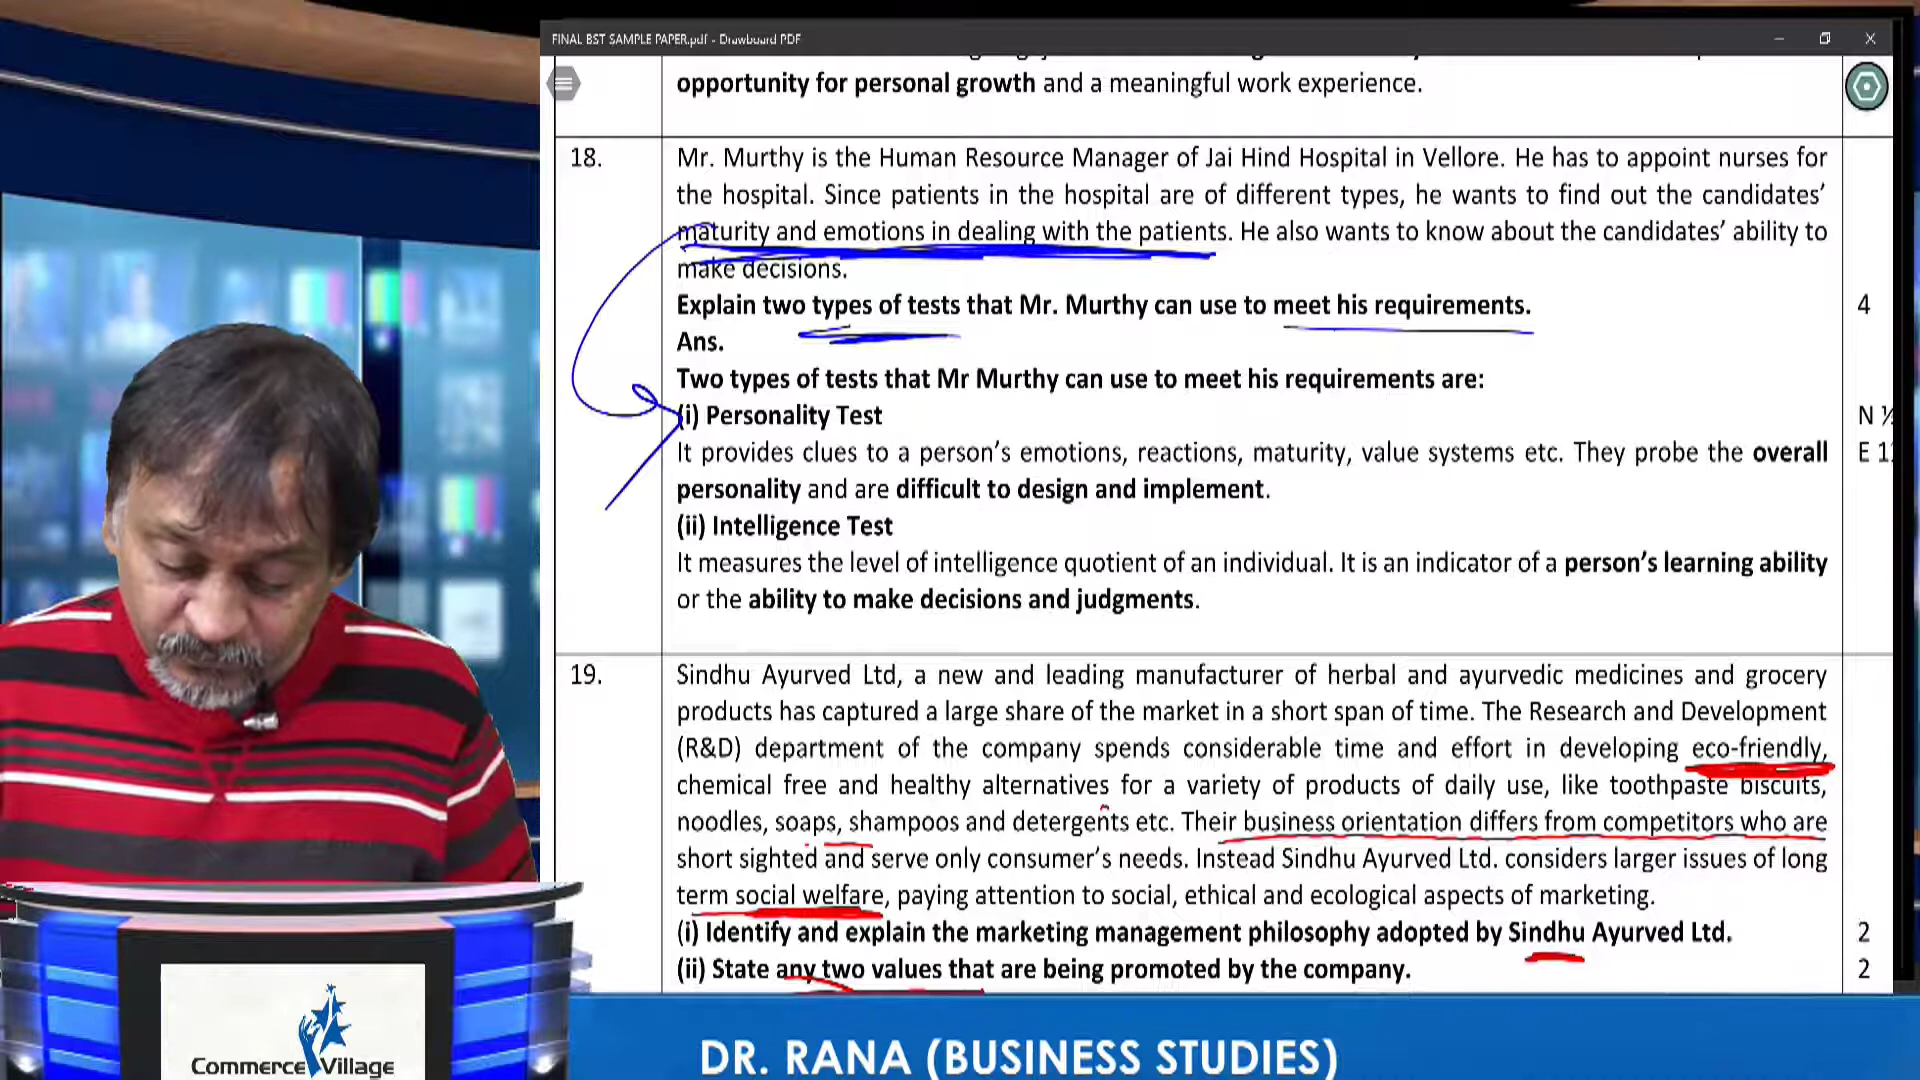 FINAL BST SAMPLE PAPER.pdf - Drawboard PDF
opportunity for personal growth and a meaningful work experience.
18.
Mr. Murthy is the Human Resource Manager of Jai Hind Hospital in Vellore. He has to appoint nurses for
the hospital. Since patients in the hospital are of different types, he wants to find out the candidates'
maturity and emotions in dealing with the patients. He also wants to know about the candidates' ability to
make decisions.
Explain two types of tests that Mr. Murthy can use to meet his requirements.
4
Ans.
Two types of tests that Mr Murthy can use to meet his requirements are:
(i) Personality Test
N ½
It provides clues to a person's emotions, reactions, maturity, value systems etc. They probe the overall
E 1
personality and are difficult to design and implement.
(ii) Intelligence Test
It measures the level of intelligence quotient of an individual. It is an indicator of a person's learning ability
or the ability to make decisions and judgments.
19.
Sindhu Ayurved Ltd, a new and leading manufacturer of herbal and ayurvedic medicines and grocery
products has captured a large share of the market in a short span of time. The Research and Development
(R&D) department of the company spends considerable time and effort in developing eco-friendly,
chemical free and healthy alternatives for a variety of products of daily use, like toothpaste biscuits,
noodles, soaps, shampoos and detergents etc. Their business orientation differs from competitors who are
short sighted and serve only consumer's needs. Instead Sindhu Ayurved Ltd. considers larger issues of long
term social welfare, paying attention to social, ethical and ecological aspects of marketing.
(i) Identify and explain the marketing management philosophy adopted by Sindhu Ayurved Ltd.
2
(ii) State any two values that are being promoted by the company.
2
Commerce Village
DR. RANA (BUSINESS STUDIES)